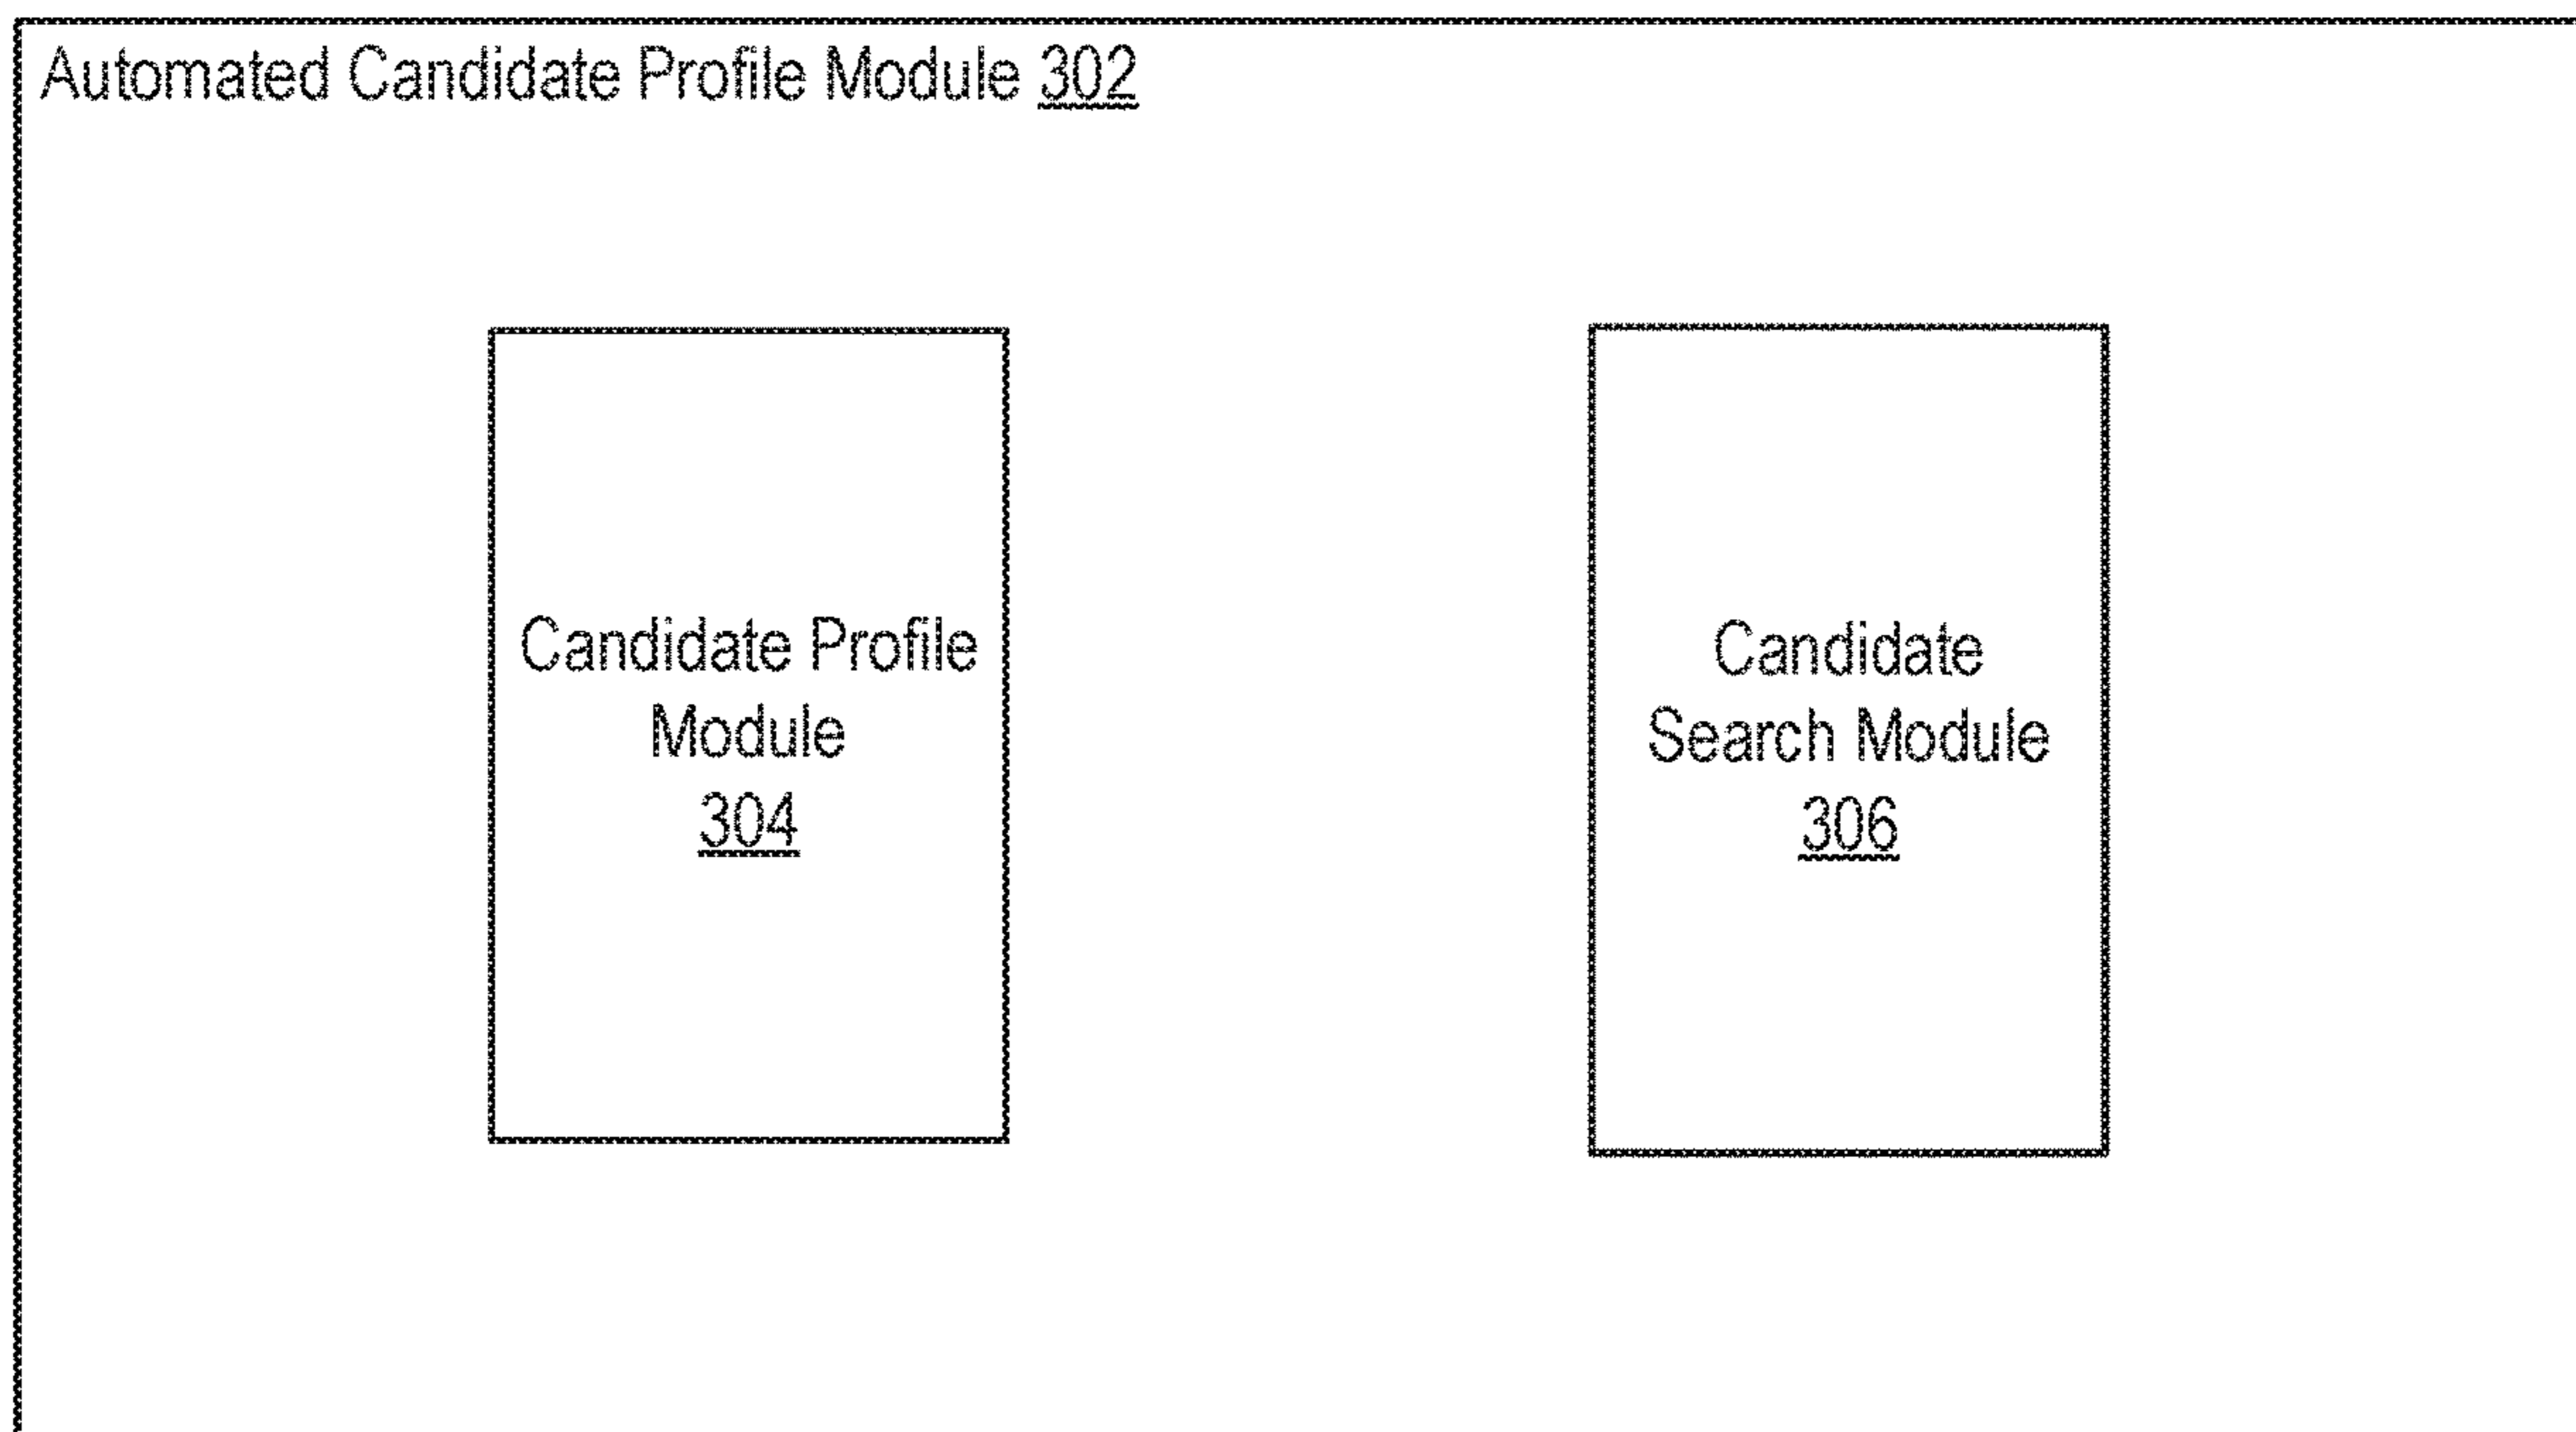 Automated Candidate Profile Module 302
Candidate Profile
Module
304
Candidate
Search Module
306